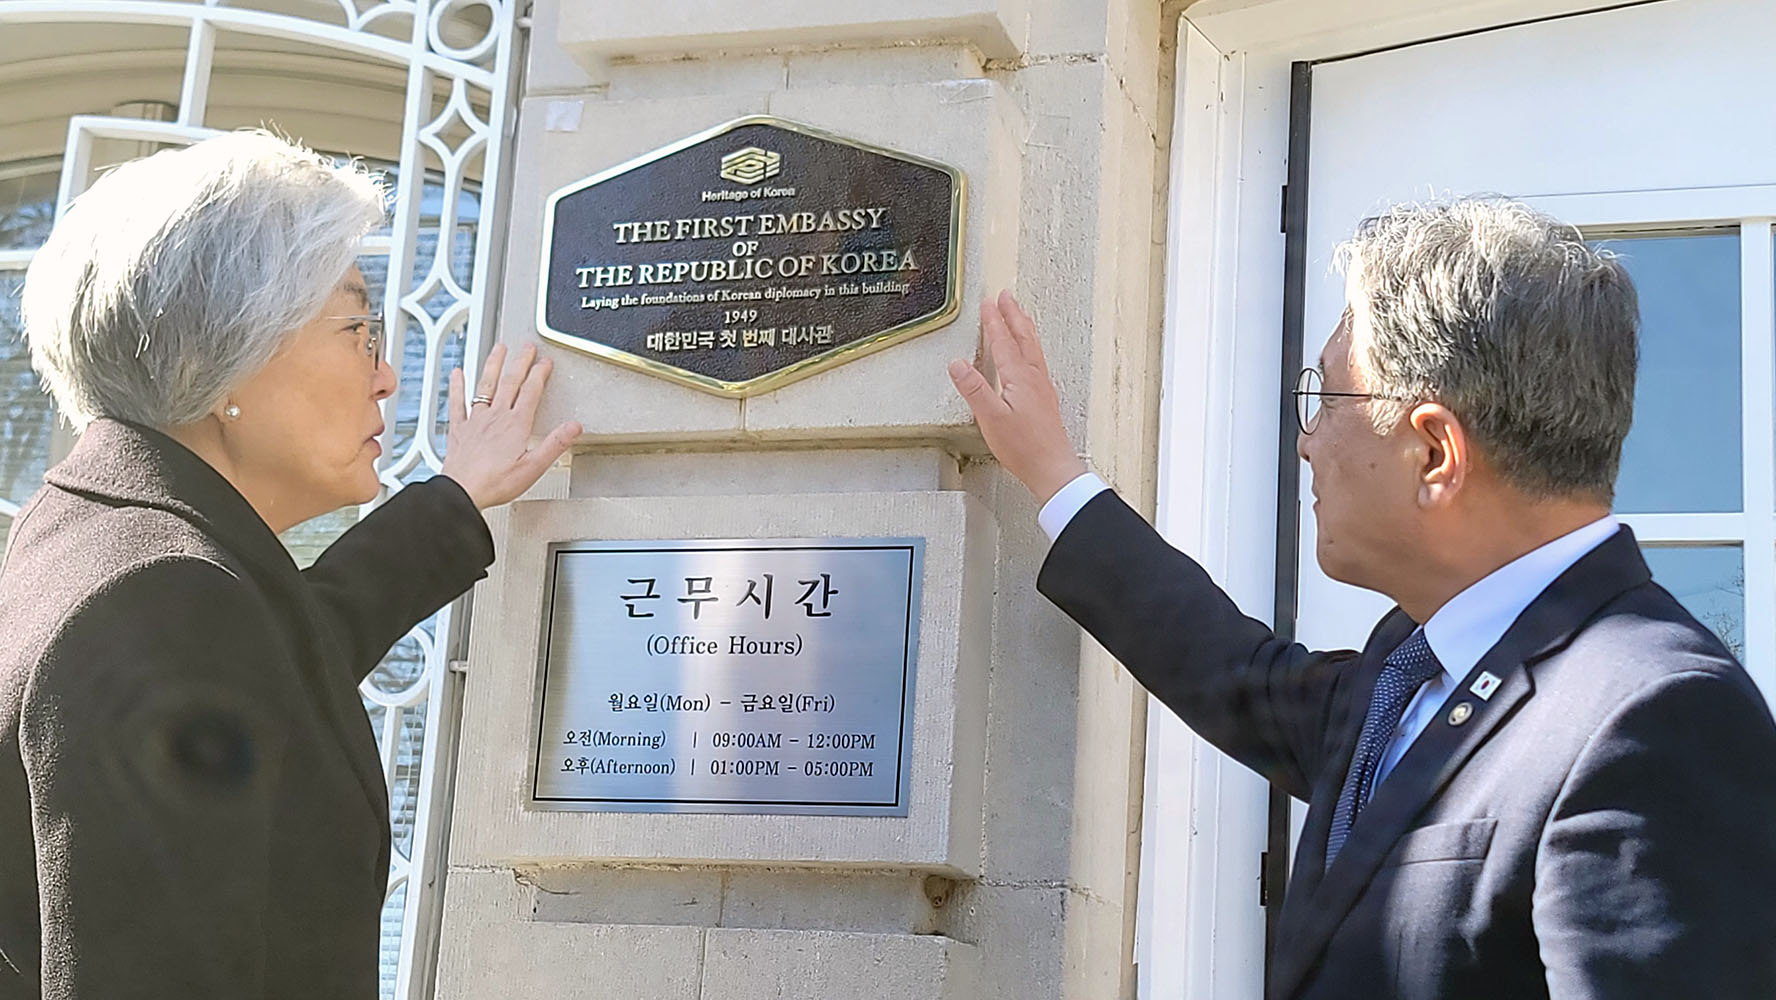 Heritage of Korea
THE FIRST EMBASSY
OF
THE REPUBLIC OF KOREA
Laying the foundations of Korean diplomacy in this building
1949
대한민국 첫 번째 대사관
근무시간
(Office Hours)
월요일(Mon) - 금요일(Fri)
오전(Morning) | 09:00AM - 12:00PM
오후(Afternoon) | 01:00PM - 05:00PM